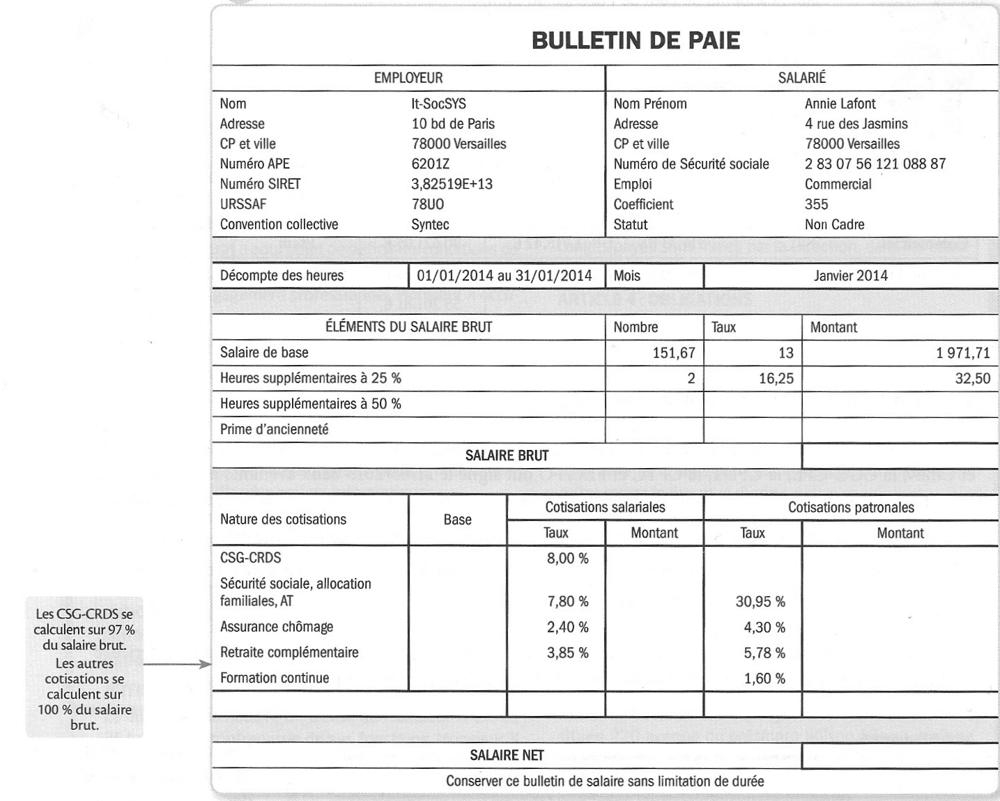 BULLETIN DE PAIE
EMPLOYEUR SALARIÉ
Nom It-SocSYS Nom Prénom Annie Lafont
Adresse 10 bd de Paris Adresse 4 rue des Jasmins
CP et ville 78000 Versailles CP et ville 78000 Versailles
Numéro APE 6201Z Numéro de Sécurité sociale 2 83 07 56 121 088 87
Numéro SIRET 3,82519E+13 Emploi Commercial
URSSAF 78UO Coefficient 355
Convention collective Syntec Statut Non Cadre
Décompte des heures 01/01/2014 au 31/01/2014 Mois Janvier 2014
ÉLÉMENTS DU SALAIRE BRUT Nombre Taux Montant
Salaire de base 151,67 13 1 971,71
Heures supplémentaires à 25 % 2 16,25 32,50
Heures supplémentaires à 50 %
Prime d'ancienneté
SALAIRE BRUT
Nature des cotisations Base Cotisations salariales Cotisations patronales
Taux Montant Taux Montant
CSG-CRDS 8,00 %
Sécurité sociale, allocation
familiales, AT 7,80 % 30,95 %
Assurance chômage 2,40 % 4,30 %
Retraite complémentaire 3,85 % 5,78 %
Formation continue 1,60 %
Les CSG-CRDS se
calculent sur 97 %
du salaire brut.
Les autres
cotisations se
calculent sur
100 % du salaire
brut.
SALAIRE NET
Conserver ce bulletin de salaire sans limitation de durée